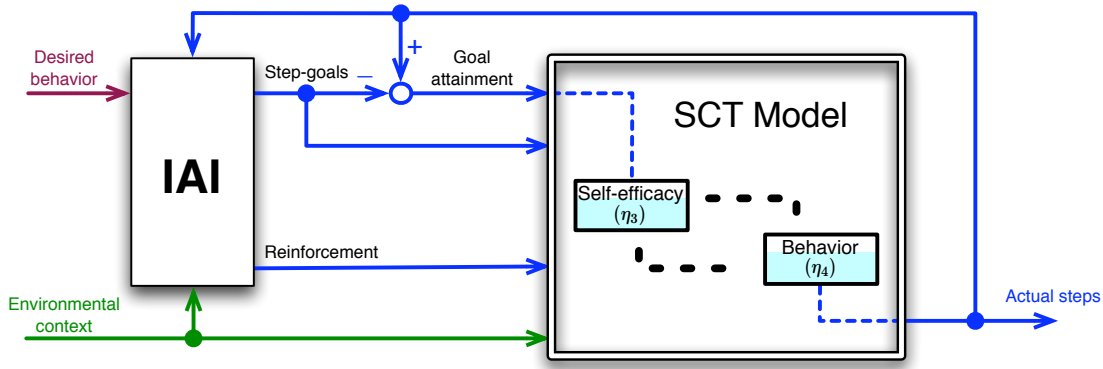 Desired
behavior
IAI
Step-goals
−
+
Goal
attainment
SCT Model
Self-efficacy
(η₃)
Behavior
(η₄)
Reinforcement
Environmental
context
Actual steps